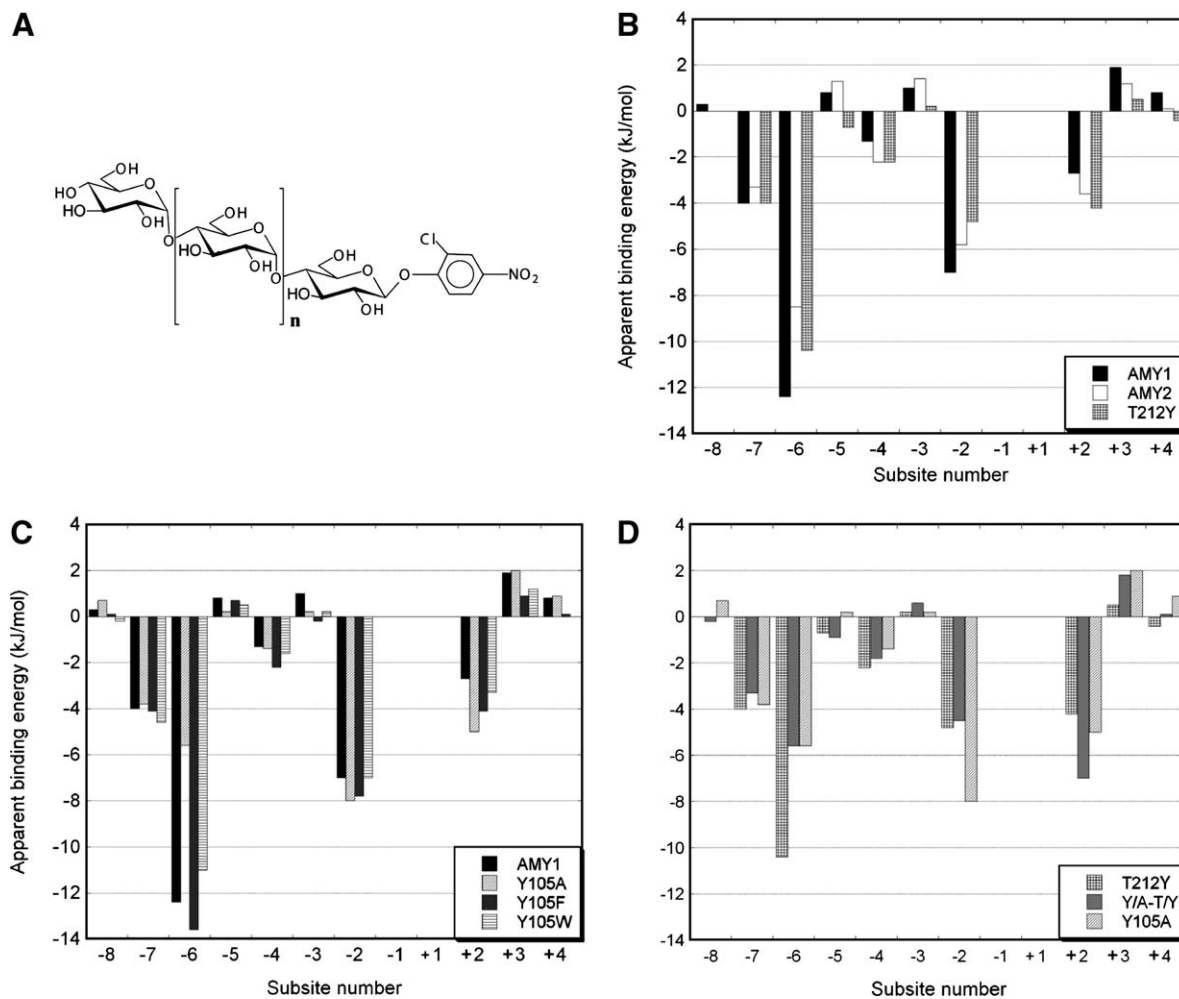 A
OH
HO
O
HO
OH
O
OH
O
HO
OH
O
OH
O
HO
OH
O
Cl
NO2
n
B
Apparent binding energy (kJ/mol)
4
2
0
-2
-4
-6
-8
-10
-12
-14
AMY1
AMY2
T212Y
-8 -7 -6 -5 -4 -3 -2 -1 +1 +2 +3 +4
Subsite number
C
Apparent binding energy (kJ/mol)
4
2
0
-2
-4
-6
-8
-10
-12
-14
AMY1
Y105A
Y105F
Y105W
-8 -7 -6 -5 -4 -3 -2 -1 +1 +2 +3 +4
Subsite number
D
4
2
0
-2
-4
-6
-8
-10
-12
-14
T212Y
Y/A-T/Y
Y105A
-8 -7 -6 -5 -4 -3 -2 -1 +1 +2 +3 +4
Subsite number